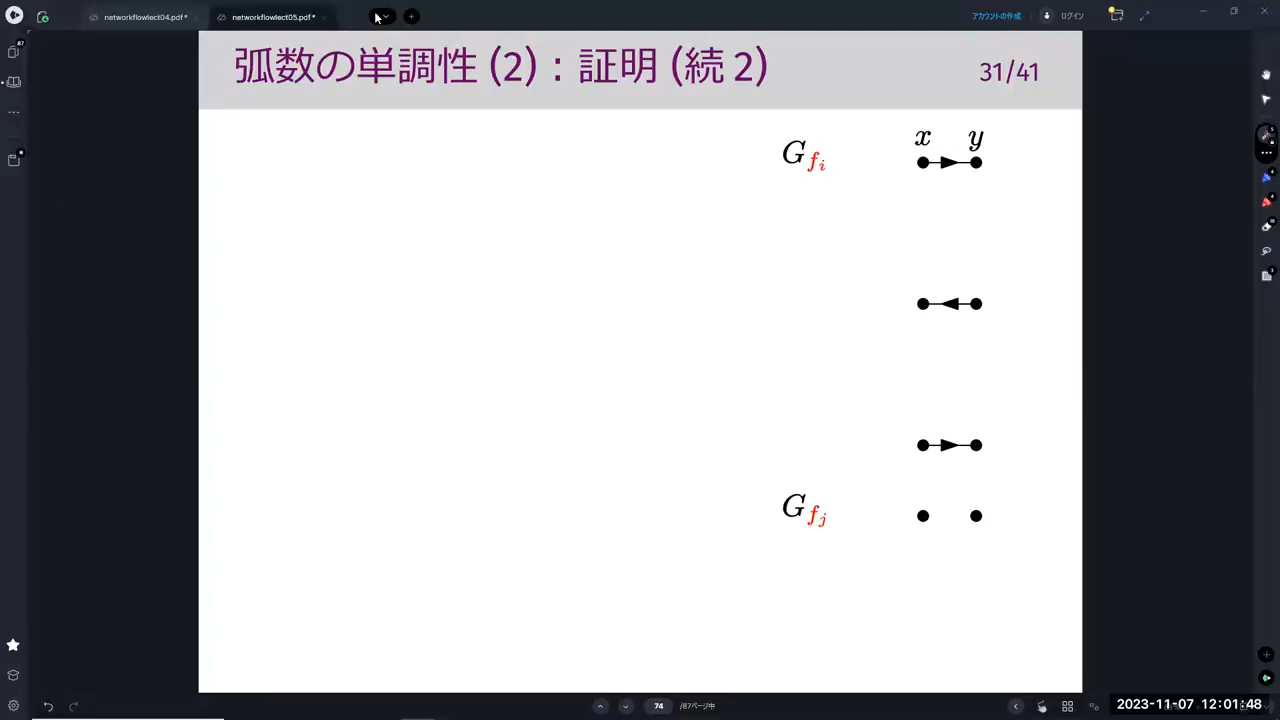 networkflowlect04.pdf*
networkflowlect05.pdf*
アカウントの作成
ログイン
87
弧数の単調性 (2)：証明 (続 2)
31/41
x y
G_{f_i}
G_{f_j}
74 /87ページ中
2023-11-07 12:01:48